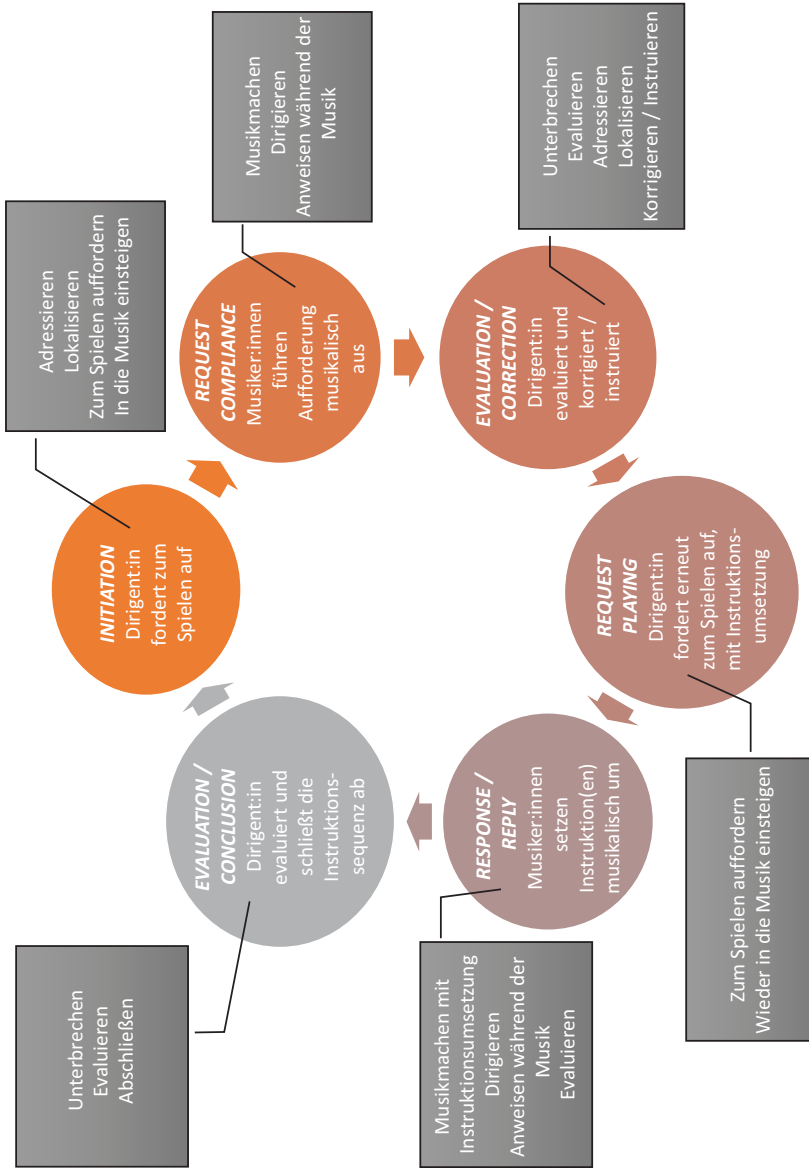 INITIATION
Dirigent:in
fordert zum
Spielen auf
Adressieren
Lokalisieren
Zum Spielen auffordern
In die Musik einsteigen
REQUEST
COMPLIANCE
Musiker:innen
führen
Aufforderung
musikalisch
aus
Musikmachen
Dirigieren
Anweisen während der
Musik
EVALUATION /
CORRECTION
Dirigent:in
evaluiert und
korrigiert /
instruiert
Unterbrechen
Evaluieren
Adressieren
Lokalisieren
Korrigieren / Instruieren
REQUEST
PLAYING
Dirigent:in
fordert erneut
zum Spielen auf,
mit Instruktions-
umsetzung
Zum Spielen auffordern
Wieder in die Musik einsteigen
RESPONSE /
REPLY
Musiker:innen
setzen
Instruktion(en)
musikalisch um
Musikmachen mit
Instruktionsumsetzung
Dirigieren
Anweisen während der
Musik
Evaluieren
EVALUATION /
CONCLUSION
Dirigent:in
evaluiert und
schließt die
Instruktions-
sequenz ab
Unterbrechen
Evaluieren
Abschließen